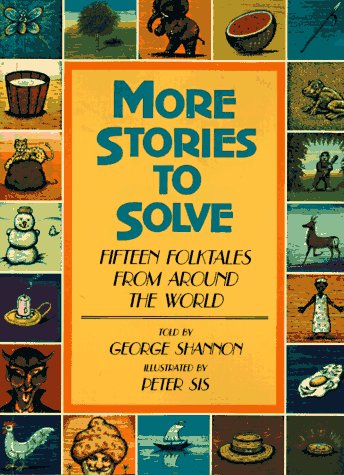 MORE
STORIES
TO
SOLVE
FIFTEEN FOLKTALES
FROM AROUND
THE WORLD
TOLD BY
GEORGE SHANNON
ILLUSTRATED BY
PETER SIS